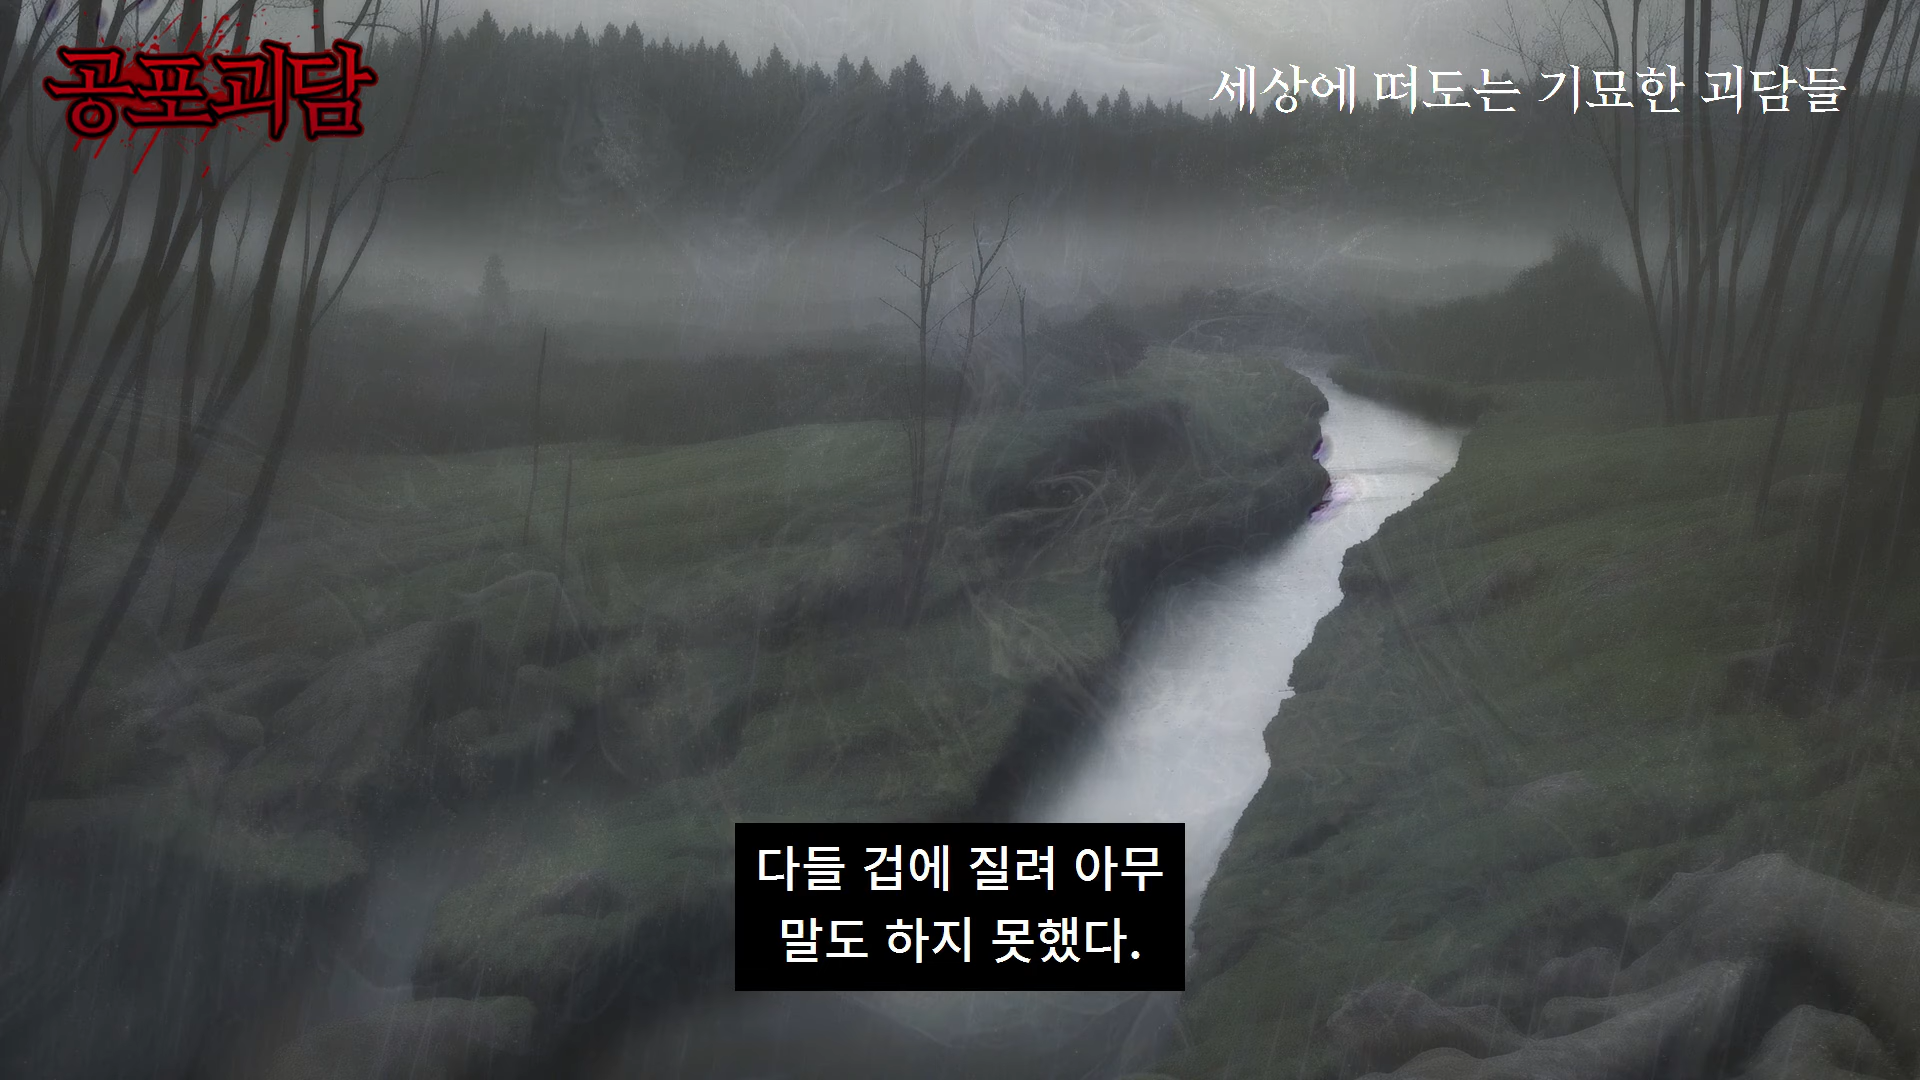 공포괴담
세상에 떠도는 기묘한 괴담들
다들 겁에 질려 아무
말도 하지 못했다.